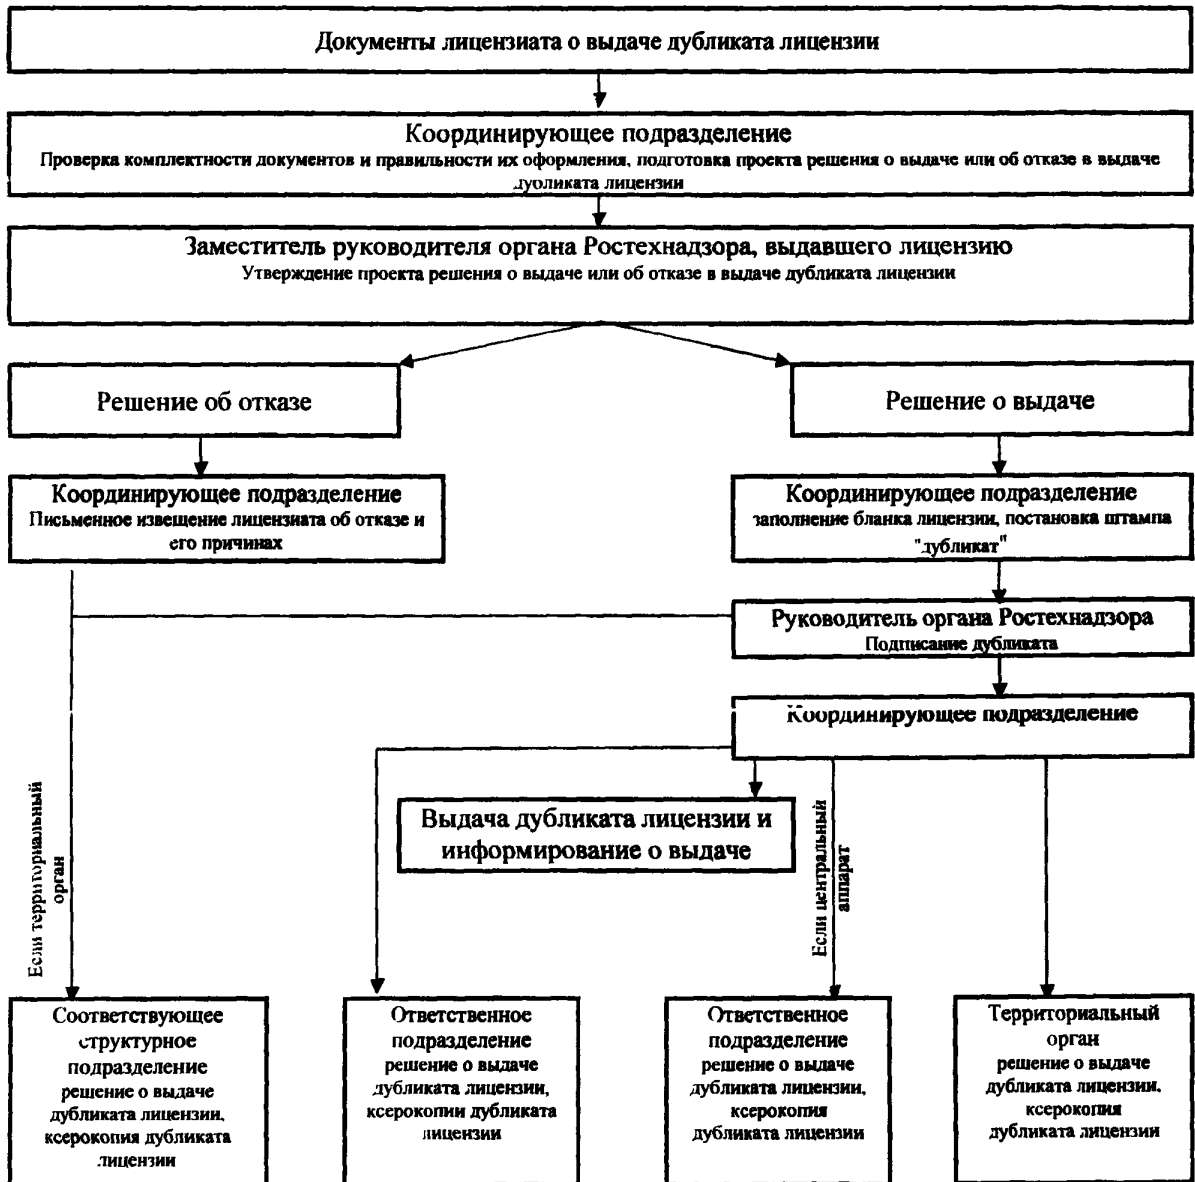 Документы лицензиата о выдаче дубликата лицензии
Координирующее подразделение
Проверка комплектности документов и правильности их оформления, подготовка проекта решения о выдаче или об отказе в выдаче
дубликата лицензии
Заместитель руководителя органа Ростехнадзора, выдавшего лицензию
Утверждение проекта решения о выдаче или об отказе в выдаче дубликата лицензии
Решение об отказе
Решение о выдаче
Координирующее подразделение
Письменное извещение лицензиата об отказе и
его причинах
Координирующее подразделение
заполнение бланка лицензии, постановка штампа
"дубликат"
Руководитель органа Ростехнадзора
Подписание дубликата
Координирующее подразделение
Выдача дубликата лицензии и
информирование о выдаче
Если территориальный
орган
Если центральный
аппарат
Соответствующее
структурное
подразделение
решение о выдаче
дубликата лицензии,
ксерокопия дубликата
лицензии
Ответственное
подразделение
решение о выдаче
дубликата лицензии,
ксерокопии дубликата
лицензии
Ответственное
подразделение
решение о выдаче
дубликата лицензии,
ксерокопия
дубликата лицензии
Территориальный
орган
решение о выдаче
дубликата лицензии,
ксерокопия
дубликата лицензии